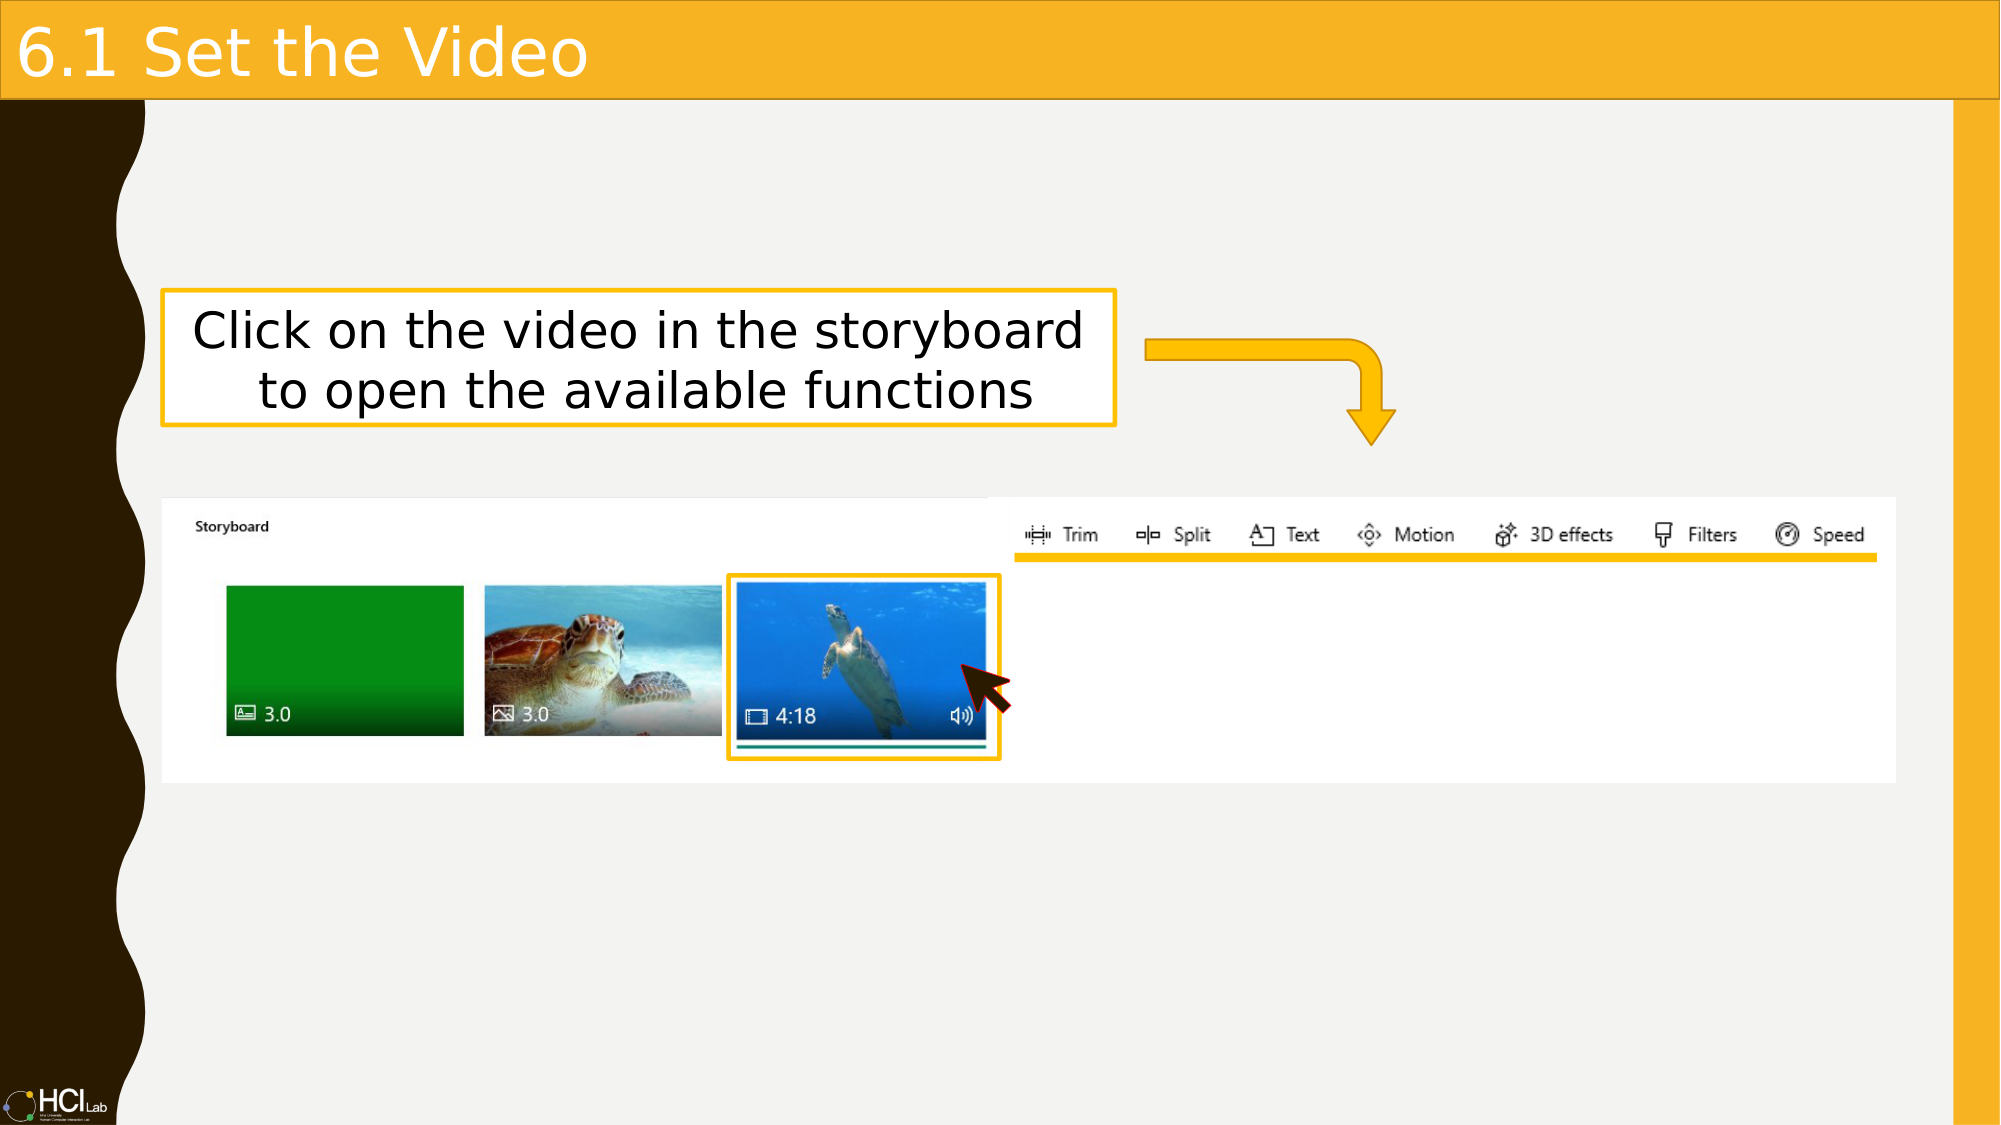 6.1 Set the Video
Click on the video in the storyboard
to open the available functions
Storyboard
Trim Split Text Motion 3D effects Filters Speed
3.0 3.0 4:18
HCI Lab